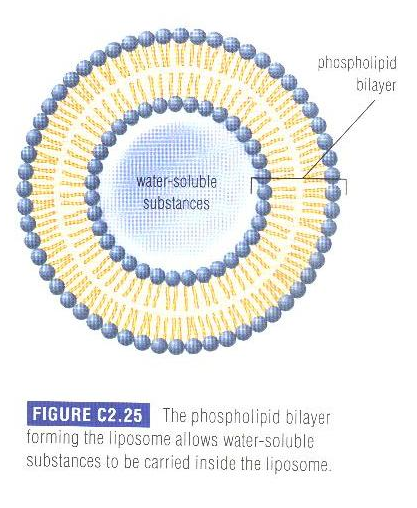 phospholipid
bilayer
water-soluble
substances
FIGURE C2.25 The phospholipid bilayer
forming the liposome allows water-soluble
substances to be carried inside the liposome.